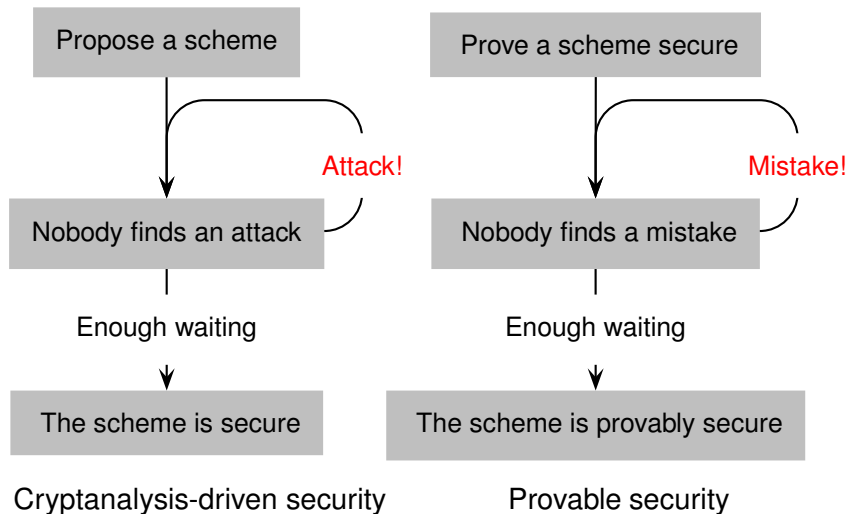 Propose a scheme
Attack!
Nobody finds an attack
Enough waiting
The scheme is secure
Cryptanalysis-driven security
Prove a scheme secure
Mistake!
Nobody finds a mistake
Enough waiting
The scheme is provably secure
Provable security